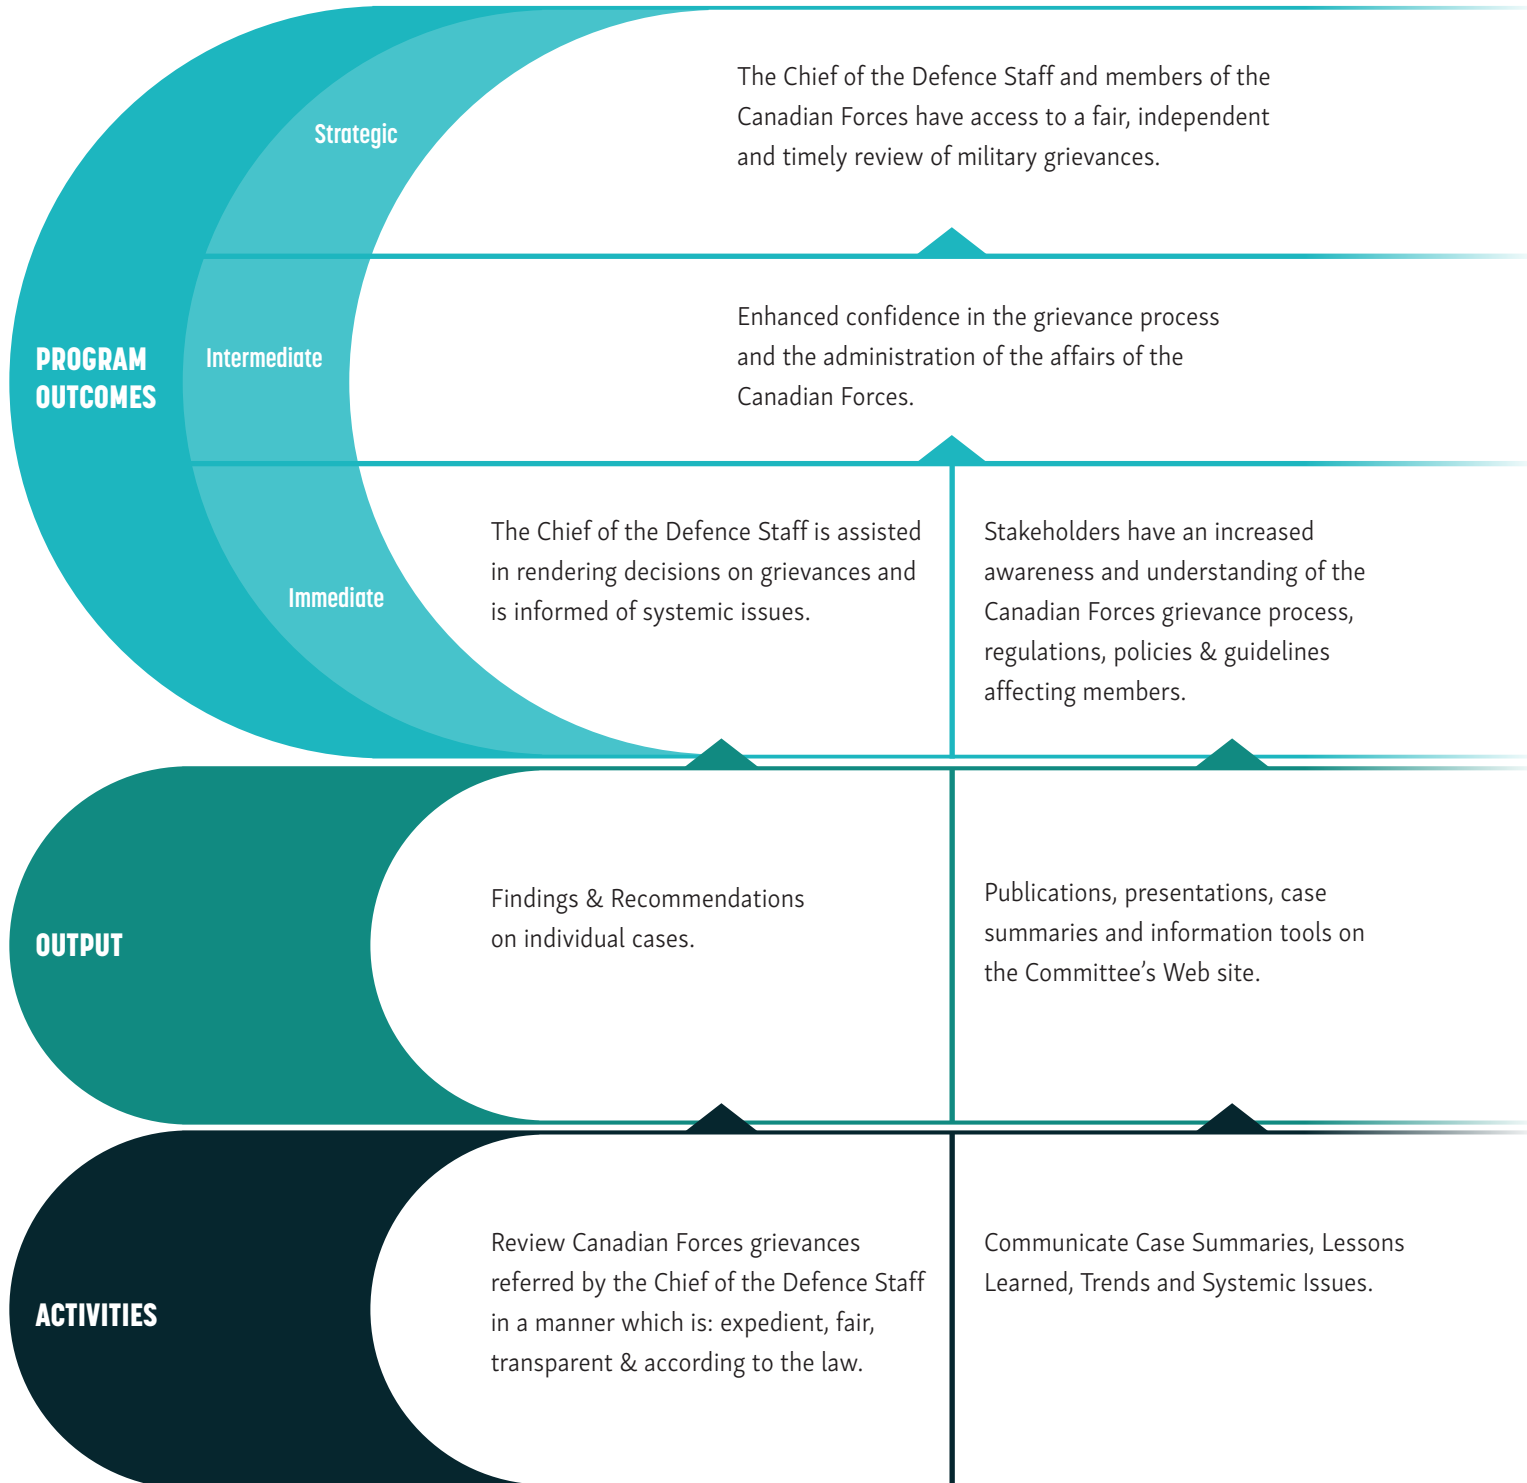 Strategic
The Chief of the Defence Staff and members of the
Canadian Forces have access to a fair, independent
and timely review of military grievances.
PROGRAM
OUTCOMES
Intermediate
Enhanced confidence in the grievance process
and the administration of the affairs of the
Canadian Forces.
Immediate
The Chief of the Defence Staff is assisted
in rendering decisions on grievances and
is informed of systemic issues.
Stakeholders have an increased
awareness and understanding of the
Canadian Forces grievance process,
regulations, policies & guidelines
affecting members.
OUTPUT
Findings & Recommendations
on individual cases.
Publications, presentations, case
summaries and information tools on
the Committee’s Web site.
ACTIVITIES
Review Canadian Forces grievances
referred by the Chief of the Defence Staff
in a manner which is: expedient, fair,
transparent & according to the law.
Communicate Case Summaries, Lessons
Learned, Trends and Systemic Issues.